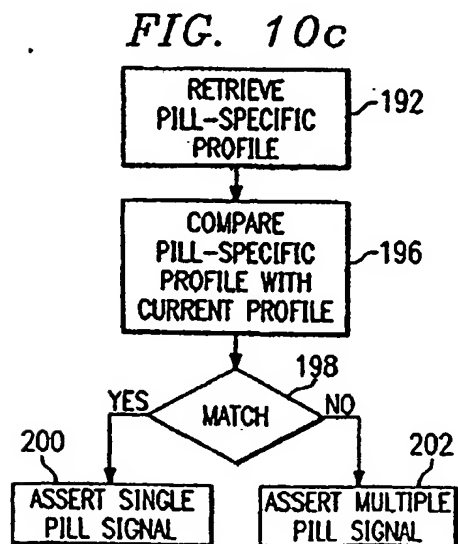 FIG. 10c
RETRIEVE
PILL-SPECIFIC
PROFILE
192
COMPARE
PILL-SPECIFIC
PROFILE WITH
CURRENT PROFILE
196
198
YES
MATCH
NO
200
202
ASSERT SINGLE
PILL SIGNAL
ASSERT MULTIPLE
PILL SIGNAL